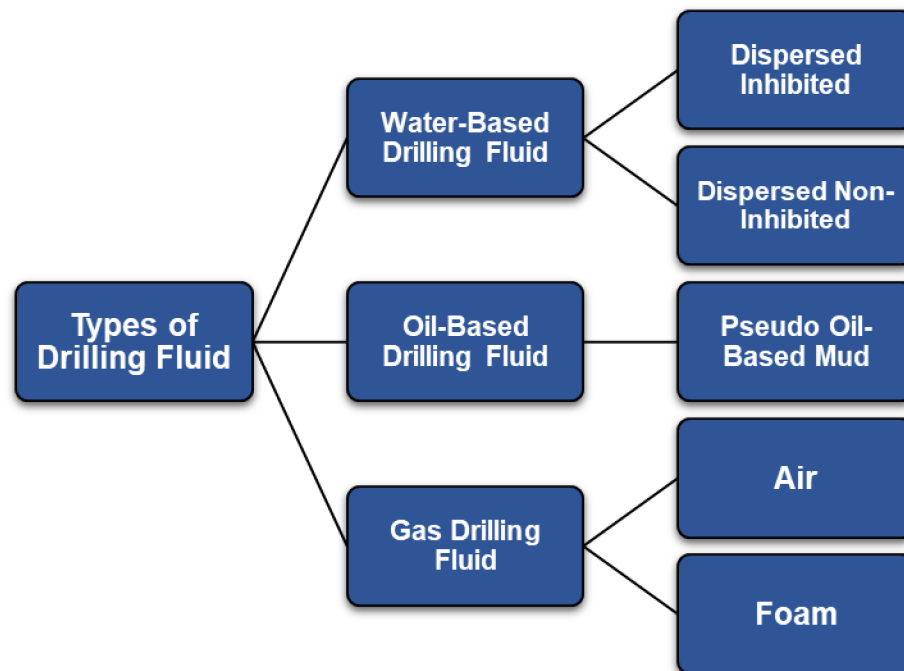 Types of
Drilling Fluid
Water-Based
Drilling Fluid
Dispersed
Inhibited
Dispersed Non-
Inhibited
Oil-Based
Drilling Fluid
Pseudo Oil-
Based Mud
Gas Drilling
Fluid
Air
Foam